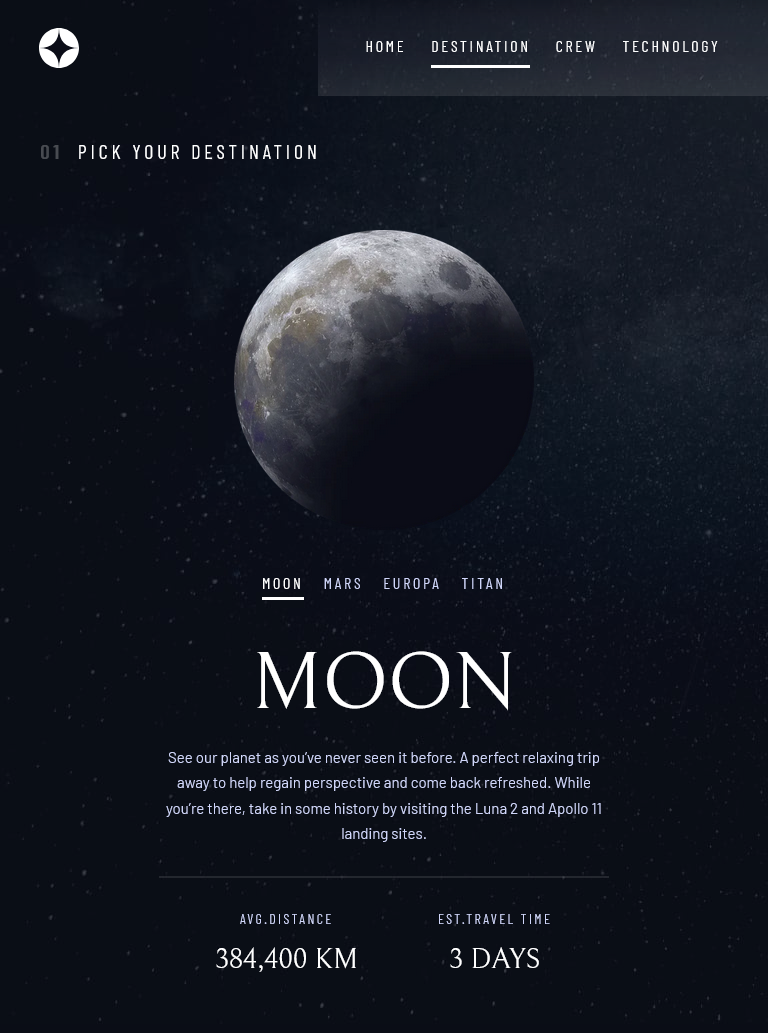 HOME DESTINATION CREW TECHNOLOGY
01 PICK YOUR DESTINATION
MOON MARS EUROPA TITAN
MOON
See our planet as you’ve never seen it before. A perfect relaxing trip
away to help regain perspective and come back refreshed. While
you’re there, take in some history by visiting the Luna 2 and Apollo 11
landing sites.
AVG.DISTANCE
384,400 KM
EST.TRAVEL TIME
3 DAYS